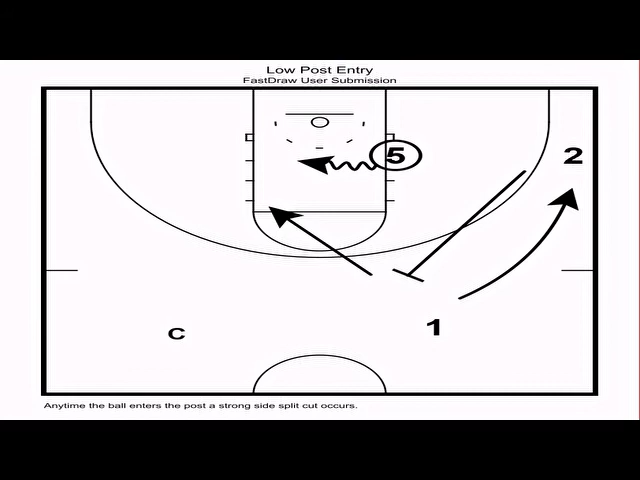 Low Post Entry
FastDraw User Submission
5
2
1
C
Anytime the ball enters the post a strong side split cut occurs.